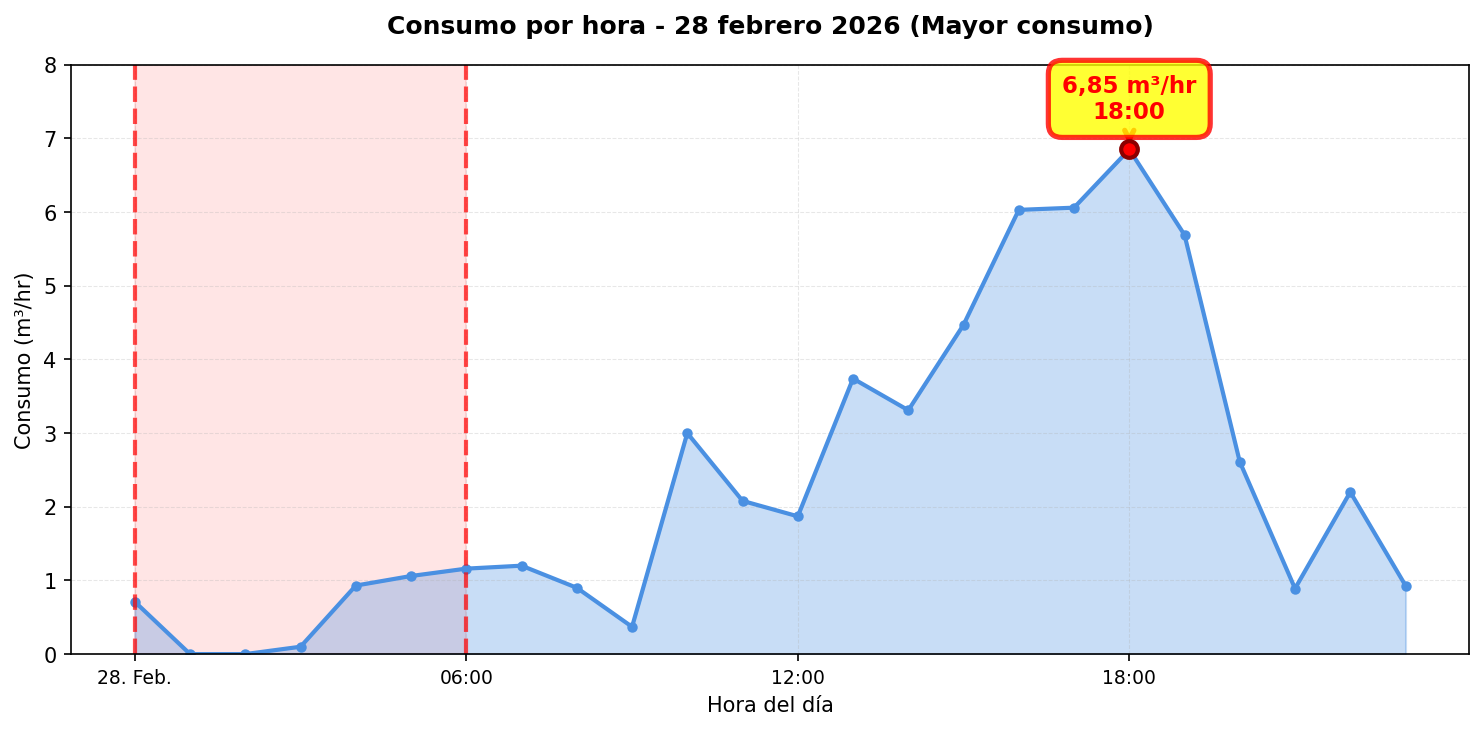 Consumo por hora - 28 febrero 2026 (Mayor consumo)
6,85 m³/hr
18:00
Consumo (m³/hr)
8
7
6
5
4
3
2
1
0
28. Feb.
06:00
12:00
18:00
Hora del día